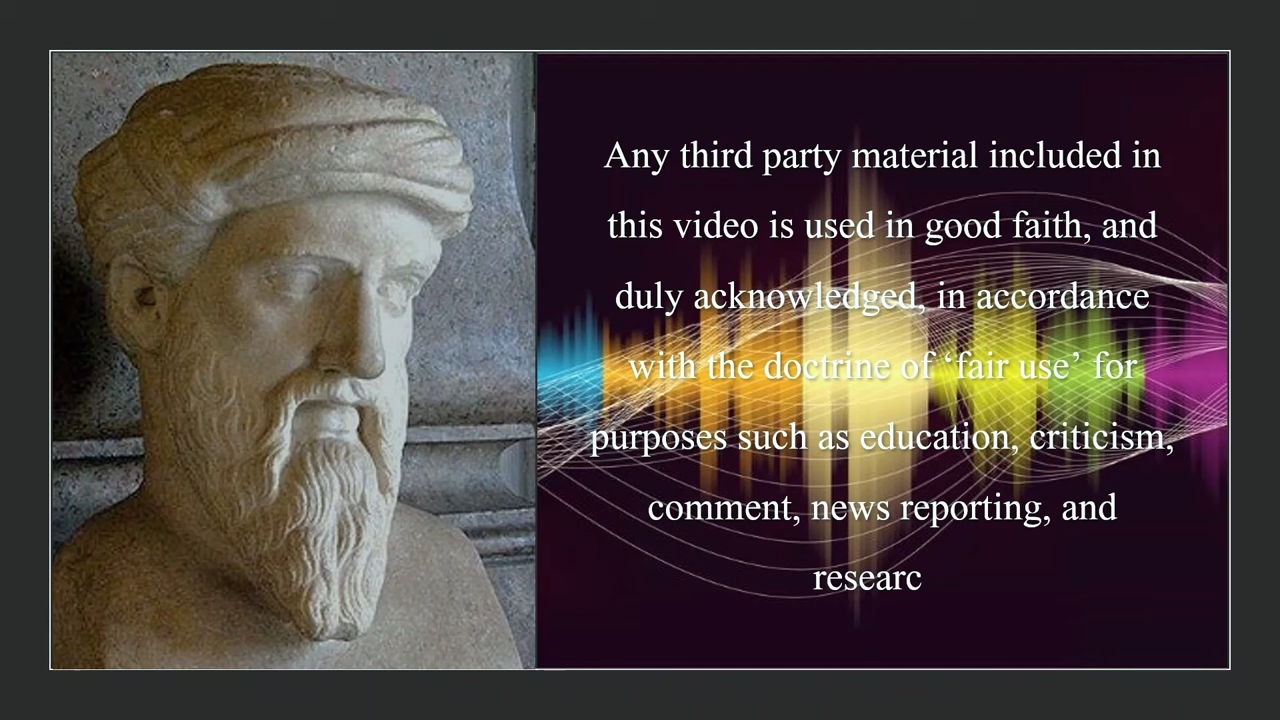 Any third party material included in
this video is used in good faith, and
duly acknowledged, in accordance
with the doctrine of ‘fair use’ for
purposes such as education, criticism,
comment, news reporting, and
researc